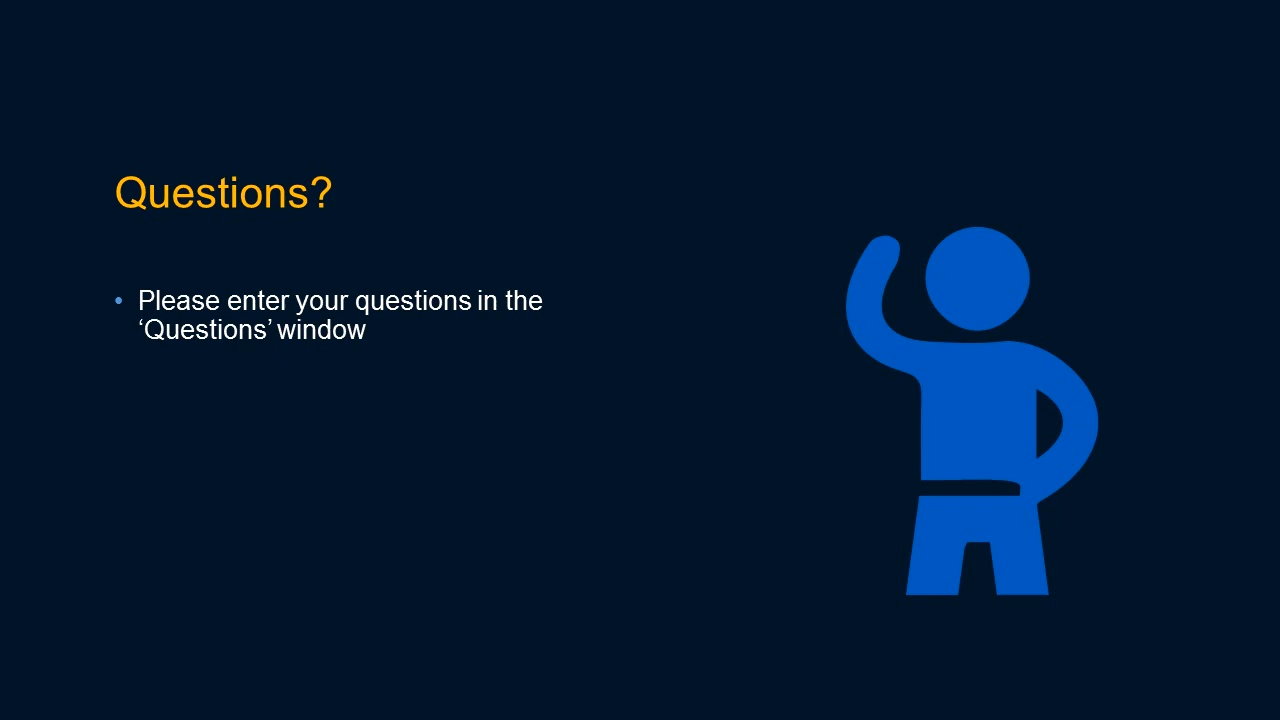 Questions?
• Please enter your questions in the
‘Questions’ window